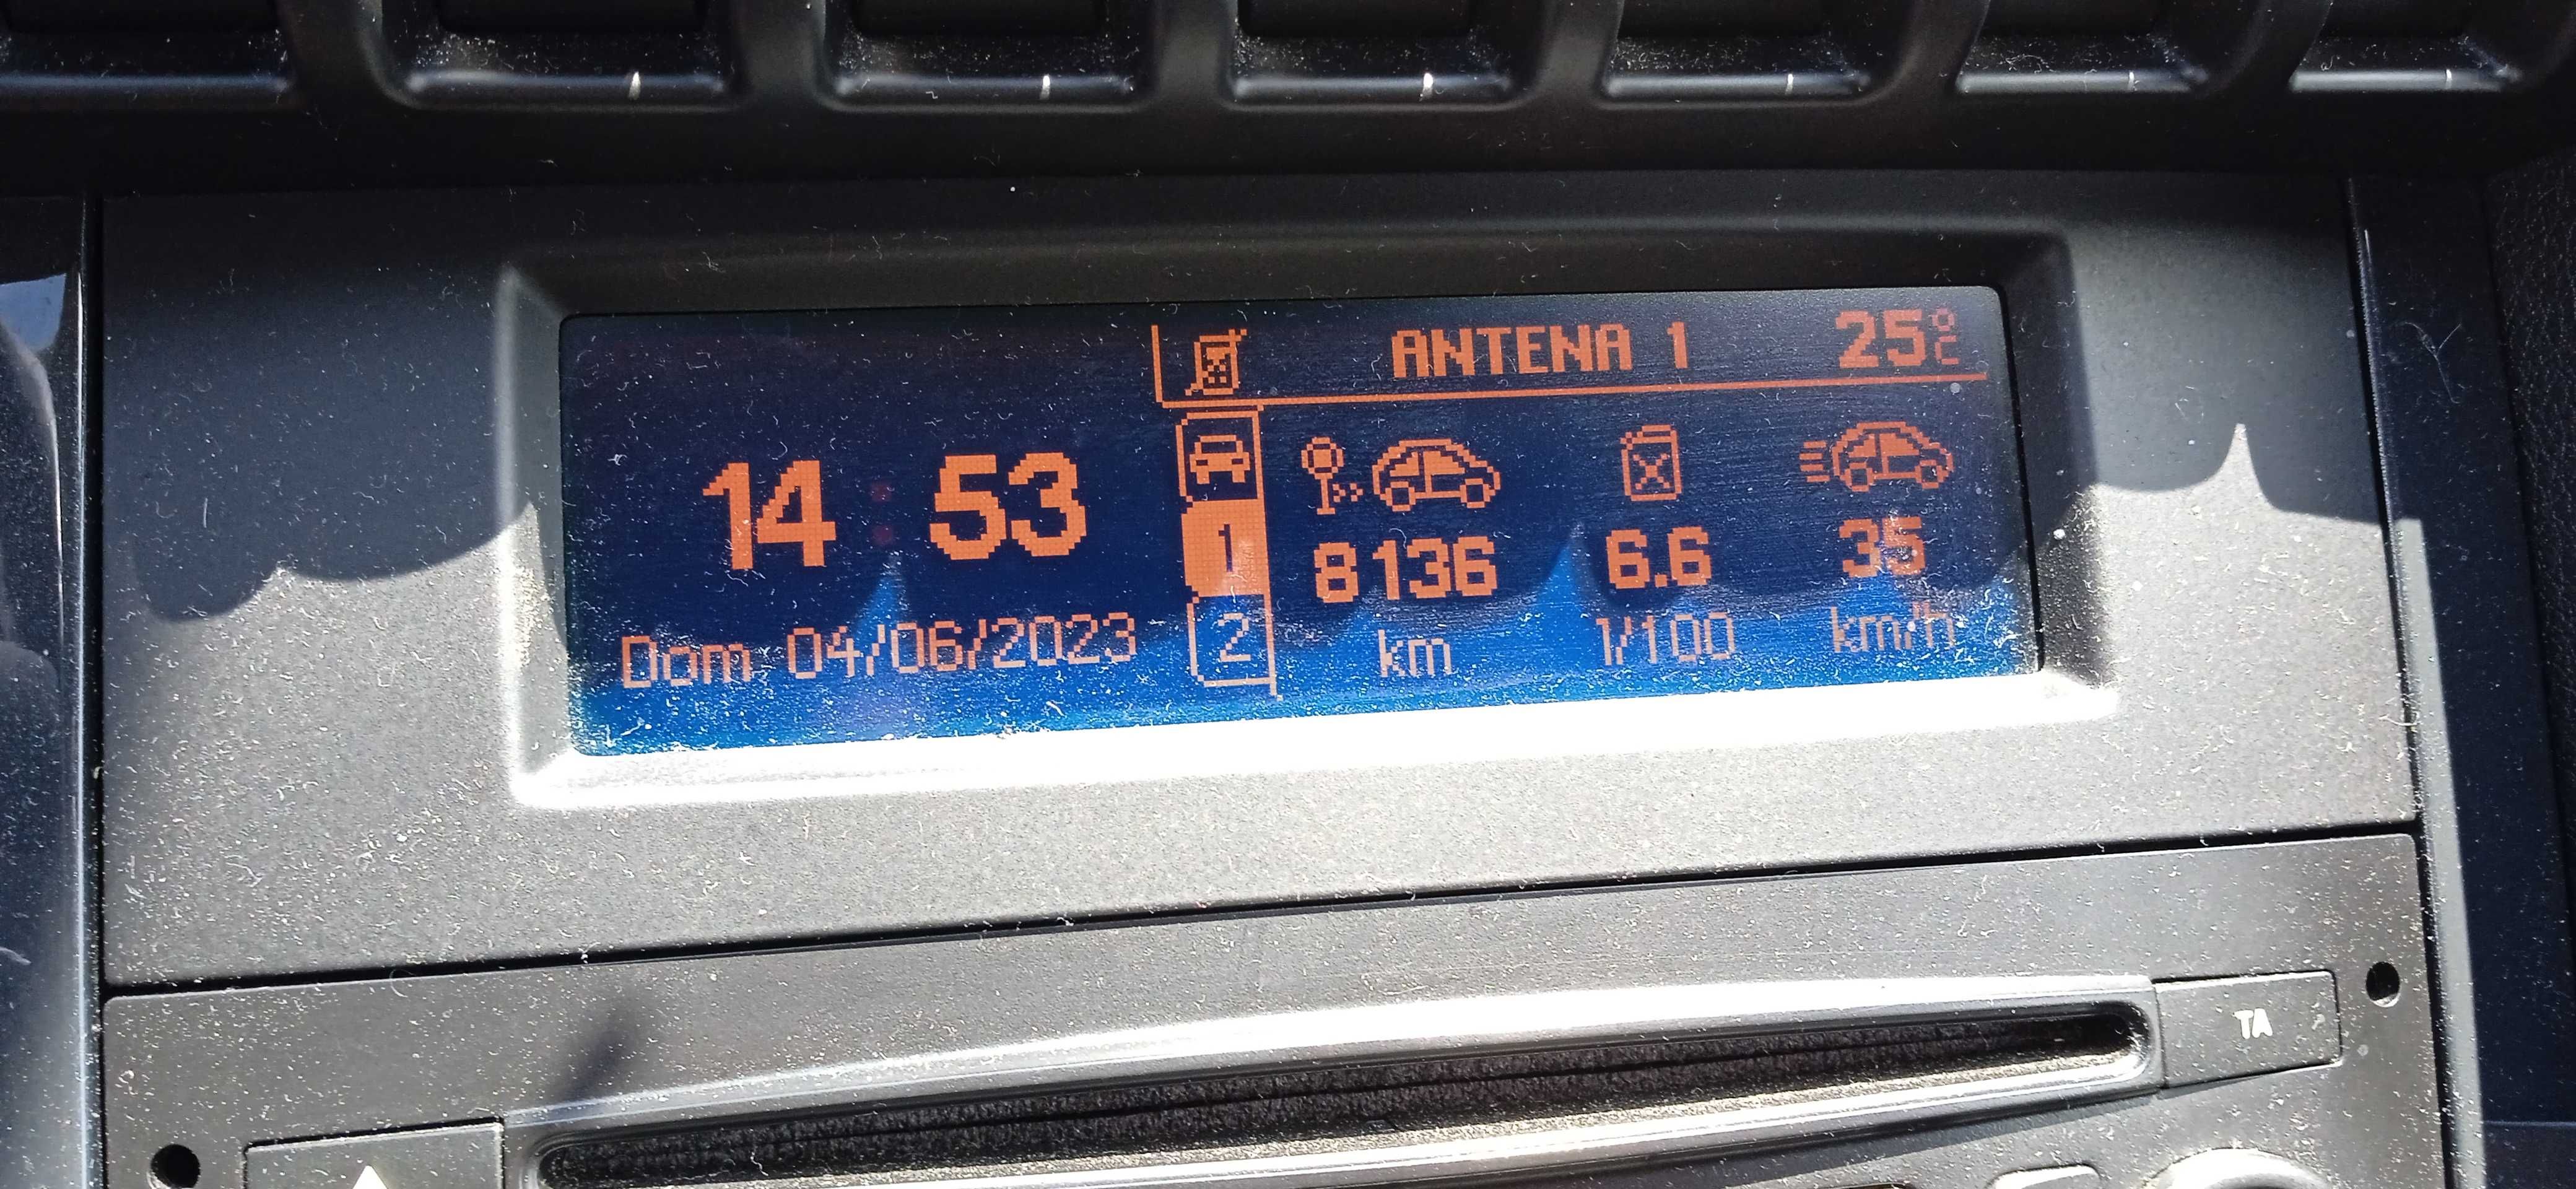 ANTENA 1 25°C
14:53
1
8136 6.6 35
Dom 04/06/2023
2
km l/100 km/h
TA